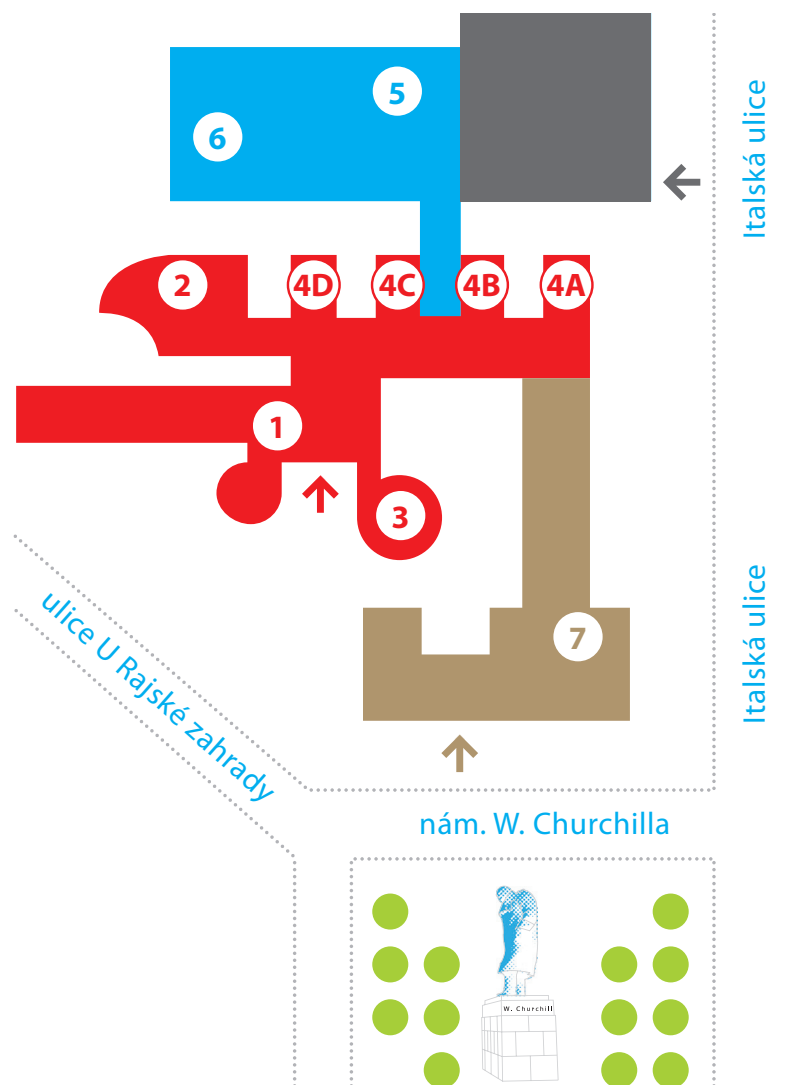 5
6
Italská ulice
2
4D
4C
4B
4A
1
3
ulice U Rajské zahrady
7
Italská ulice
nám. W. Churchilla
W. Churchill